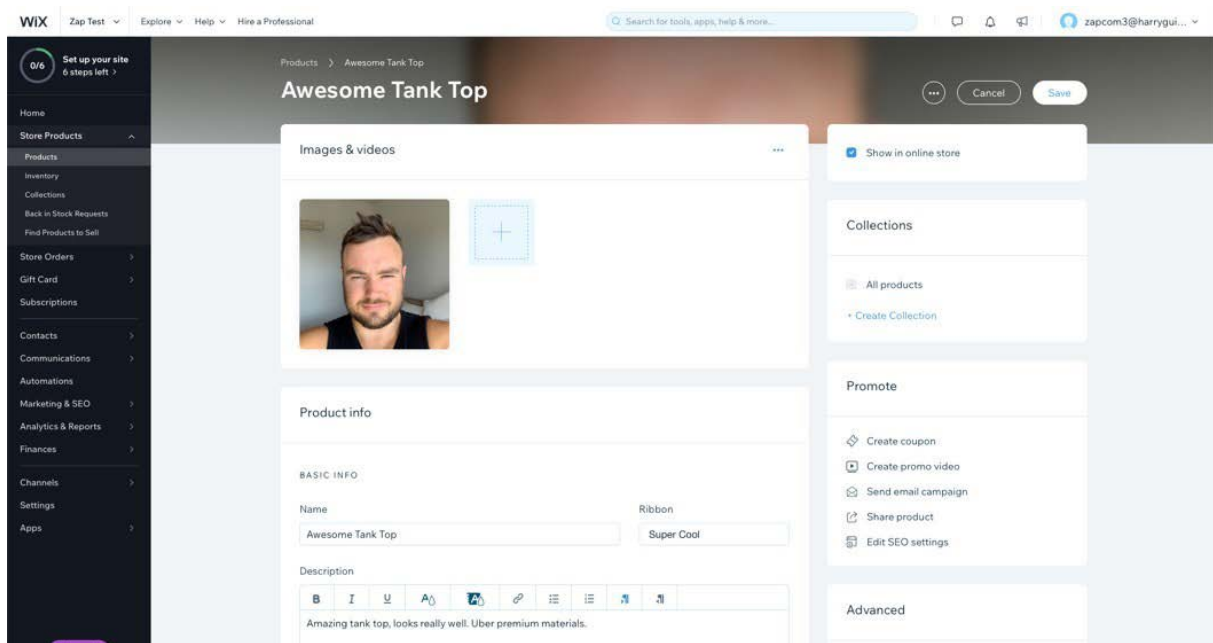 WiX Zap Test Explore Help Hire a Professional Search for tools, apps, help & more... zapcom3@harrygui...
0/6 Set up your site
6 steps left >
Home
Store Products
Products
Inventory
Collections
Back in Stock Requests
Find Products to Sell
Store Orders
Gift Card
Subscriptions
Contacts
Communications
Automations
Marketing & SEO
Analytics & Reports
Finances
Channels
Settings
Apps
Products > Awesome Tank Top
Awesome Tank Top
Cancel Save
Images & videos
Product info
BASIC INFO
Name Ribbon
Awesome Tank Top Super Cool
Description
B I U A A
Amazing tank top, looks really well. Uber premium materials.
Show in online store
Collections
All products
+ Create Collection
Promote
Create coupon
Create promo video
Send email campaign
Share product
Edit SEO settings
Advanced